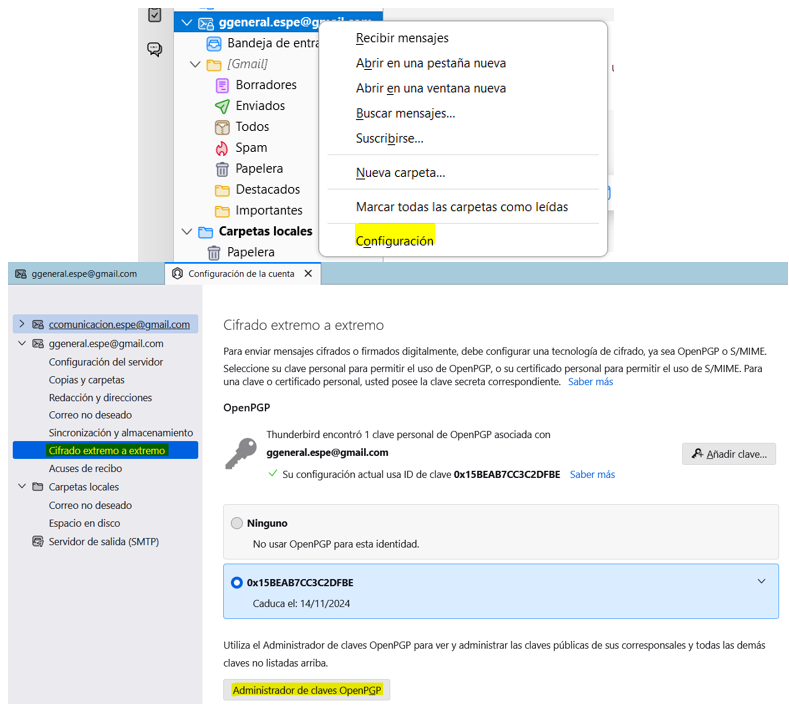 ggeneral.espe@gmail.com
Bandeja de entra
[Gmail]
Borradores
Enviados
Todos
Spam
Papelera
Destacados
Importantes
Carpetas locales
Papelera
Recibir mensajes
Abrir en una pestaña nueva
Abrir en una ventana nueva
Buscar mensajes...
Suscribirse...
Nueva carpeta...
Marcar todas las carpetas como leídas
Configuración
ggeneral.espe@gmail.com
Configuración de la cuenta
ccomunicacion.espe@gmail.com
ggeneral.espe@gmail.com
Configuración del servidor
Copias y carpetas
Redacción y direcciones
Correo no deseado
Sincronización y almacenamiento
Cifrado extremo a extremo
Acuses de recibo
Carpetas locales
Correo no deseado
Espacio en disco
Servidor de salida (SMTP)
Cifrado extremo a extremo
Para enviar mensajes cifrados o firmados digitalmente, debe configurar una tecnología de cifrado, ya sea OpenPGP o S/MIME.
Seleccione su clave personal para permitir el uso de OpenPGP, o su certificado personal para permitir el uso de S/MIME. Para
una clave o certificado personal, usted posee la clave secreta correspondiente. Saber más
OpenPGP
Thunderbird encontró 1 clave personal de OpenPGP asociada con
ggeneral.espe@gmail.com
Su configuración actual usa ID de clave 0x15BEAB7CC3C2DFBE Saber más
Añadir clave...
Ninguno
No usar OpenPGP para esta identidad.
0x15BEAB7CC3C2DFBE
Caduca el: 14/11/2024
Utiliza el Administrador de claves OpenPGP para ver y administrar las claves públicas de sus corresponsales y todas las demás
claves no listadas arriba.
Administrador de claves OpenPGP